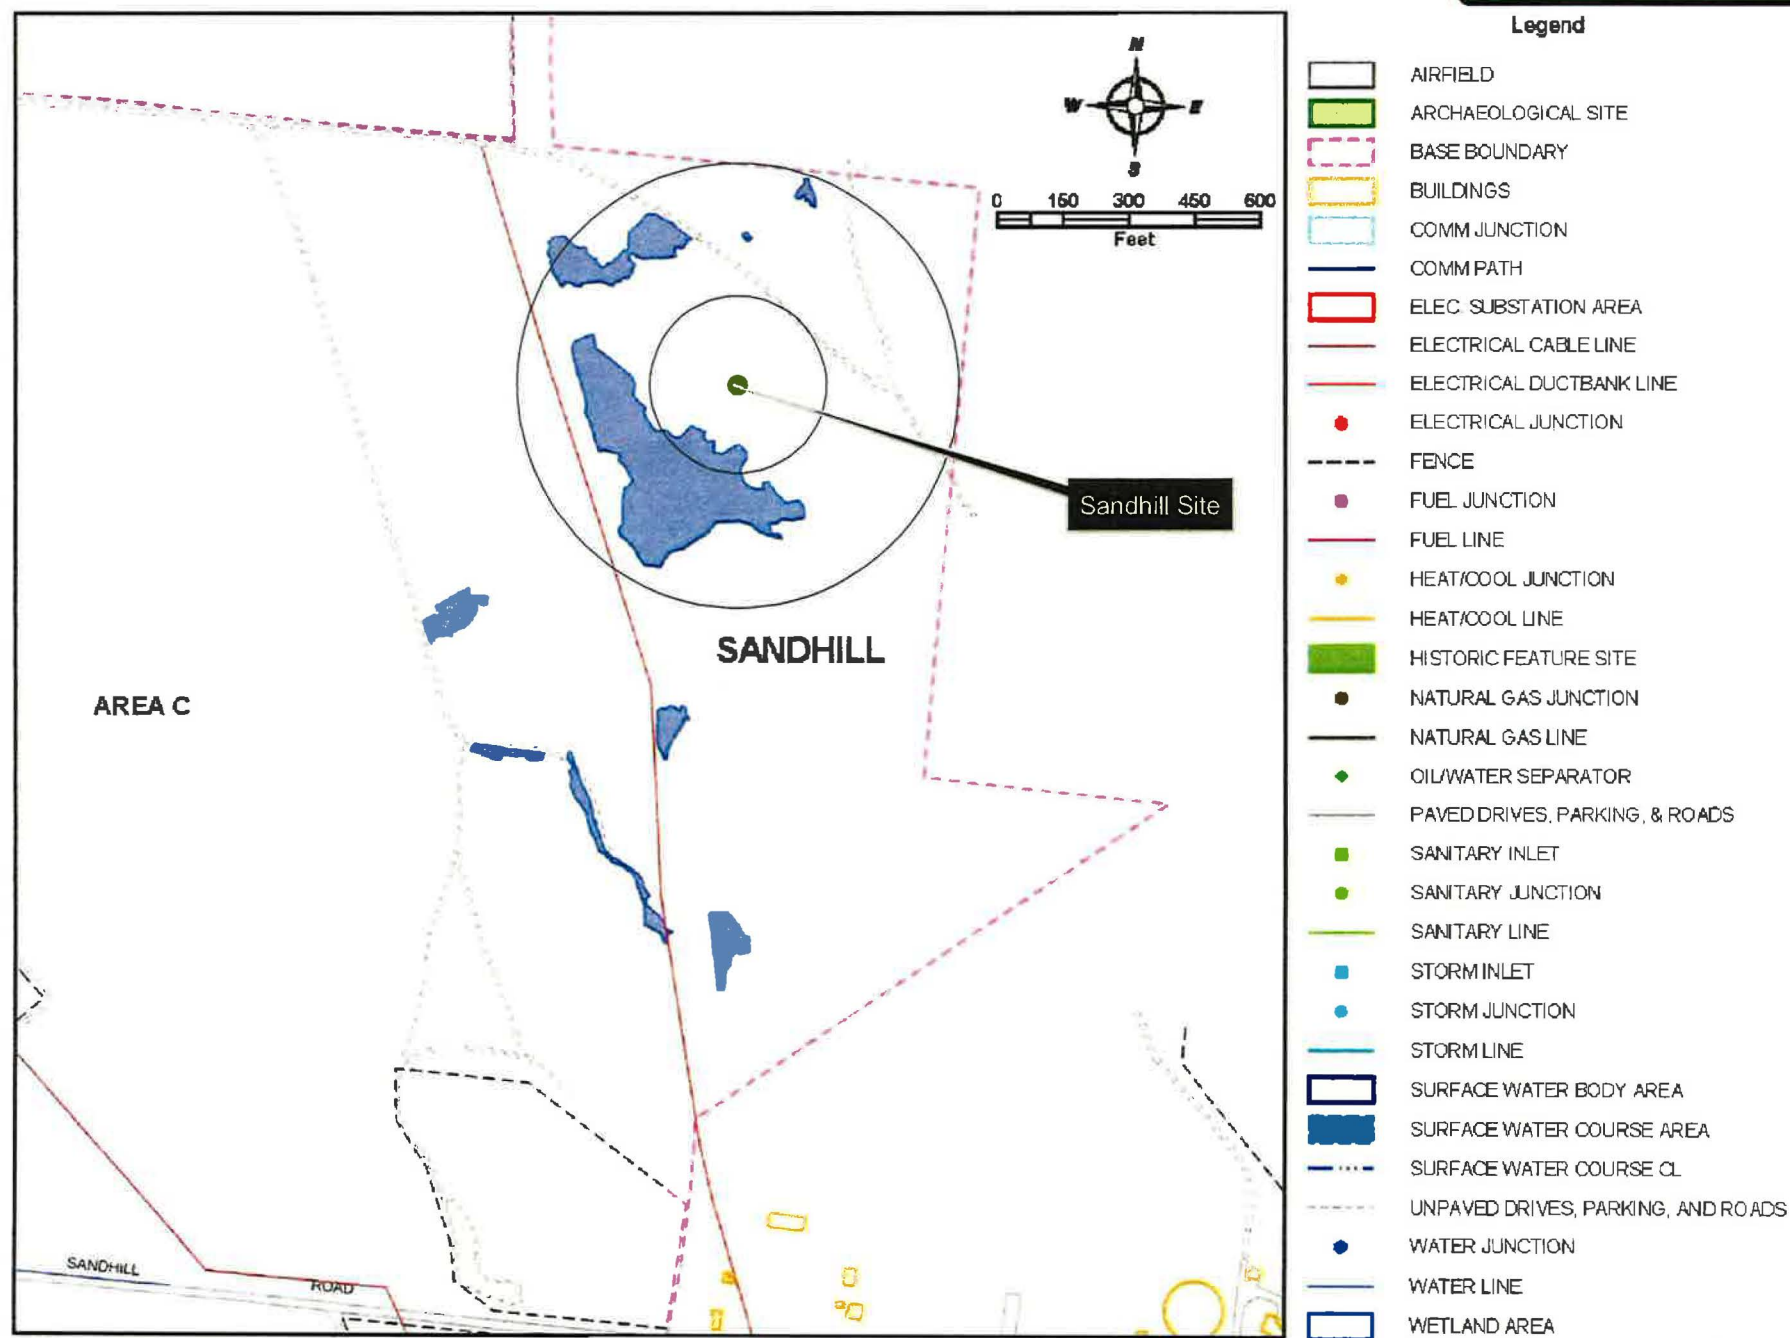 Legend
N
W
E
S
0 150 300 450 600
Feet
Sandhill Site
SANDHILL
AREA C
SANDHILL
ROAD
AIRFIELD
ARCHAEOLOGICAL SITE
BASE BOUNDARY
BUILDINGS
COMM JUNCTION
COMM PATH
ELEC. SUBSTATION AREA
ELECTRICAL CABLE LINE
ELECTRICAL DUCTBANK LINE
ELECTRICAL JUNCTION
FENCE
FUEL JUNCTION
FUEL LINE
HEAT/COOL JUNCTION
HEAT/COOL LINE
HISTORIC FEATURE SITE
NATURAL GAS JUNCTION
NATURAL GAS LINE
OIL/WATER SEPARATOR
PAVED DRIVES, PARKING, & ROADS
SANITARY INLET
SANITARY JUNCTION
SANITARY LINE
STORM INLET
STORM JUNCTION
STORM LINE
SURFACE WATER BODY AREA
SURFACE WATER COURSE AREA
SURFACE WATER COURSE CL
UNPAVED DRIVES, PARKING, AND ROADS
WATER JUNCTION
WATER LINE
WETLAND AREA